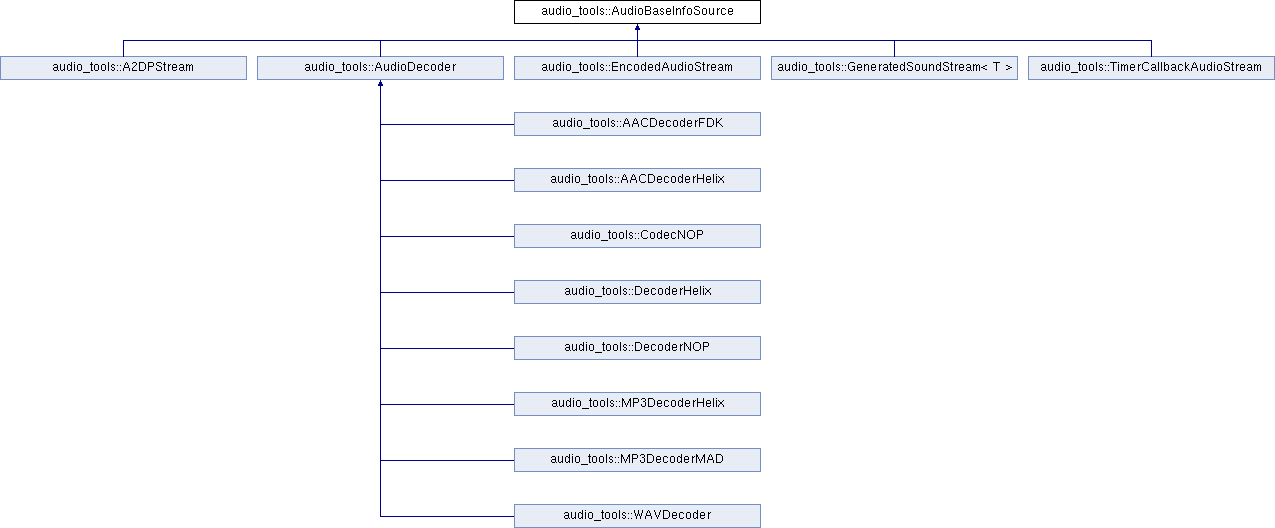 audio_tools::AudioBaseInfoSource
audio_tools::A2DPStream
audio_tools::AudioDecoder
audio_tools::EncodedAudioStream
audio_tools::GeneratedSoundStream< T >
audio_tools::TimerCallbackAudioStream
audio_tools::AACDecoderFDK
audio_tools::AACDecoderHelix
audio_tools::CodecNOP
audio_tools::DecoderHelix
audio_tools::DecoderNOP
audio_tools::MP3DecoderHelix
audio_tools::MP3DecoderMAD
audio_tools::WAVDecoder